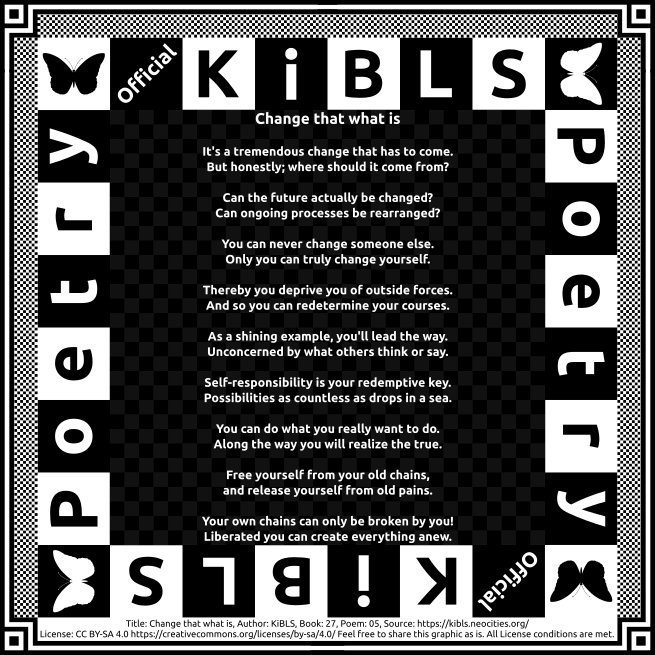 Official KiBLS
Poetry
Poetry
Change that what is
It's a tremendous change that has to come.
But honestly; where should it come from?
Can the future actually be changed?
Can ongoing processes be rearranged?
You can never change someone else.
Only you can truly change yourself.
Thereby you deprive you of outside forces.
And so you can redetermine your courses.
As a shining example, you'll lead the way.
Unconcerned by what others think or say.
Self-responsibility is your redemptive key.
Possibilities as countless as drops in a sea.
You can do what you really want to do.
Along the way you will realize the true.
Free yourself from your old chains,
and release yourself from old pains.
Your own chains can only be broken by you!
Liberated you can create everything anew.
Official KiBLS
Title: Change that what is, Author: KiBLS, Book: 27, Poem: 05, Source: https://kibls.neocities.org/
License: CC BY-SA 4.0 https://creativecommons.org/licenses/by-sa/4.0/ Feel free to share this graphic as is. All License conditions are met.